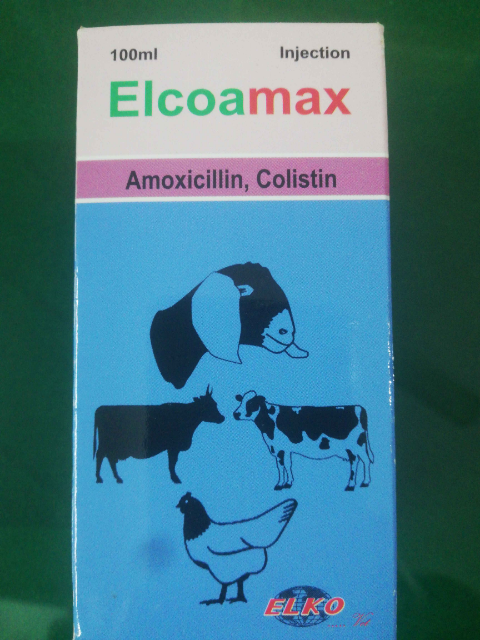 100ml Injection
Elcoamax
Amoxicillin, Colistin
ELKO